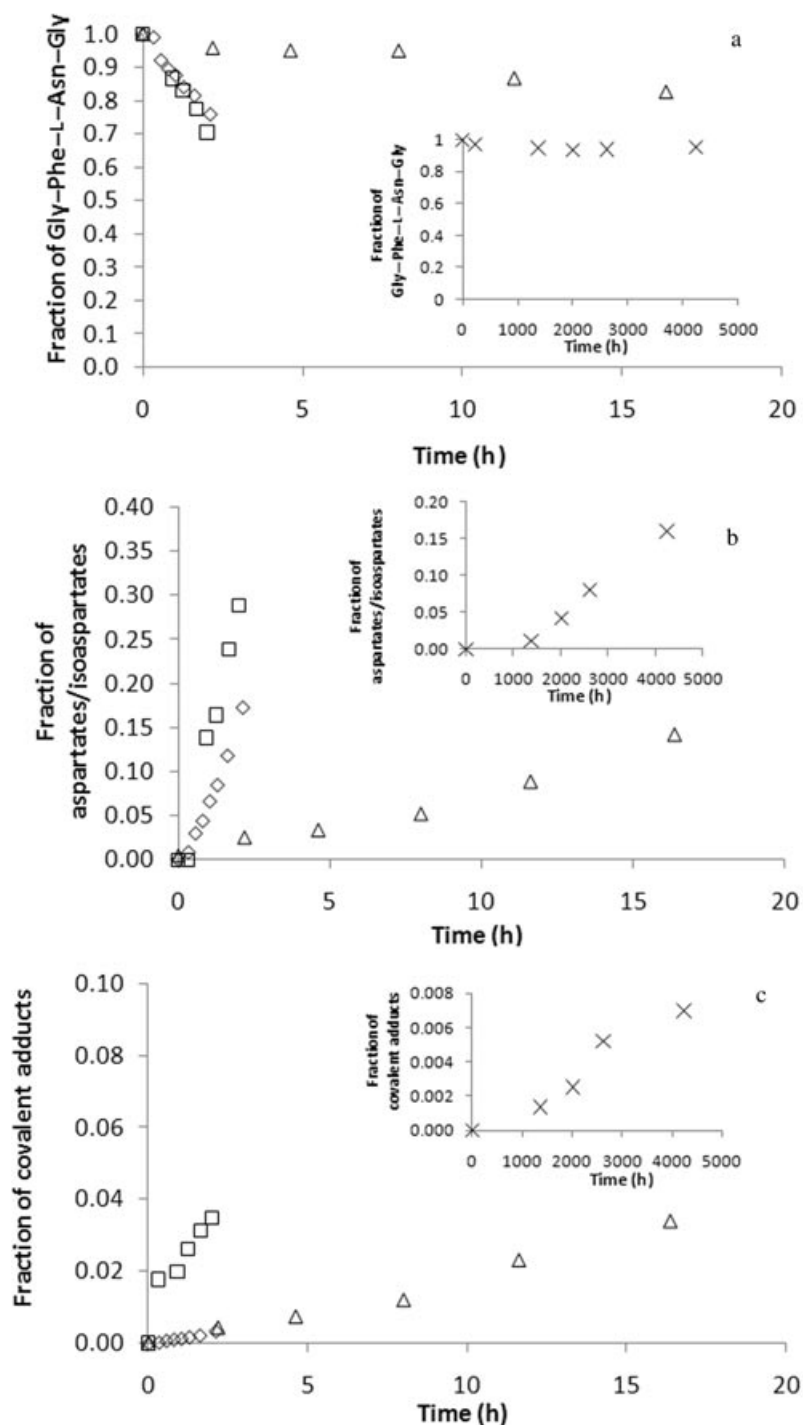 a
1.0
0.9
0.8
0.7
0.6
0.5
0.4
0.3
0.2
0.1
0.0
Fraction of Gly–Phe–L–Asn–Gly
0 5 10 15 20
Time (h)
1
0.8
0.6
0.4
0.2
0
Fraction of
Gly–Phe–L–Asn–Gly
0 1000 2000 3000 4000 5000
Time (h)
b
0.40
0.35
0.30
0.25
0.20
0.15
0.10
0.05
0.00
Fraction of
aspartates/isoaspartates
0 5 10 15 20
Time (h)
0.20
0.15
0.10
0.05
0.00
Fraction of
aspartates/isoaspartates
0 1000 2000 3000 4000 5000
Time (h)
c
0.10
0.08
0.06
0.04
0.02
0.00
Fraction of covalent adducts
0 5 10 15 20
Time (h)
0.008
0.006
0.004
0.002
0.000
Fraction of
covalent adducts
0 1000 2000 3000 4000 5000
Time (h)